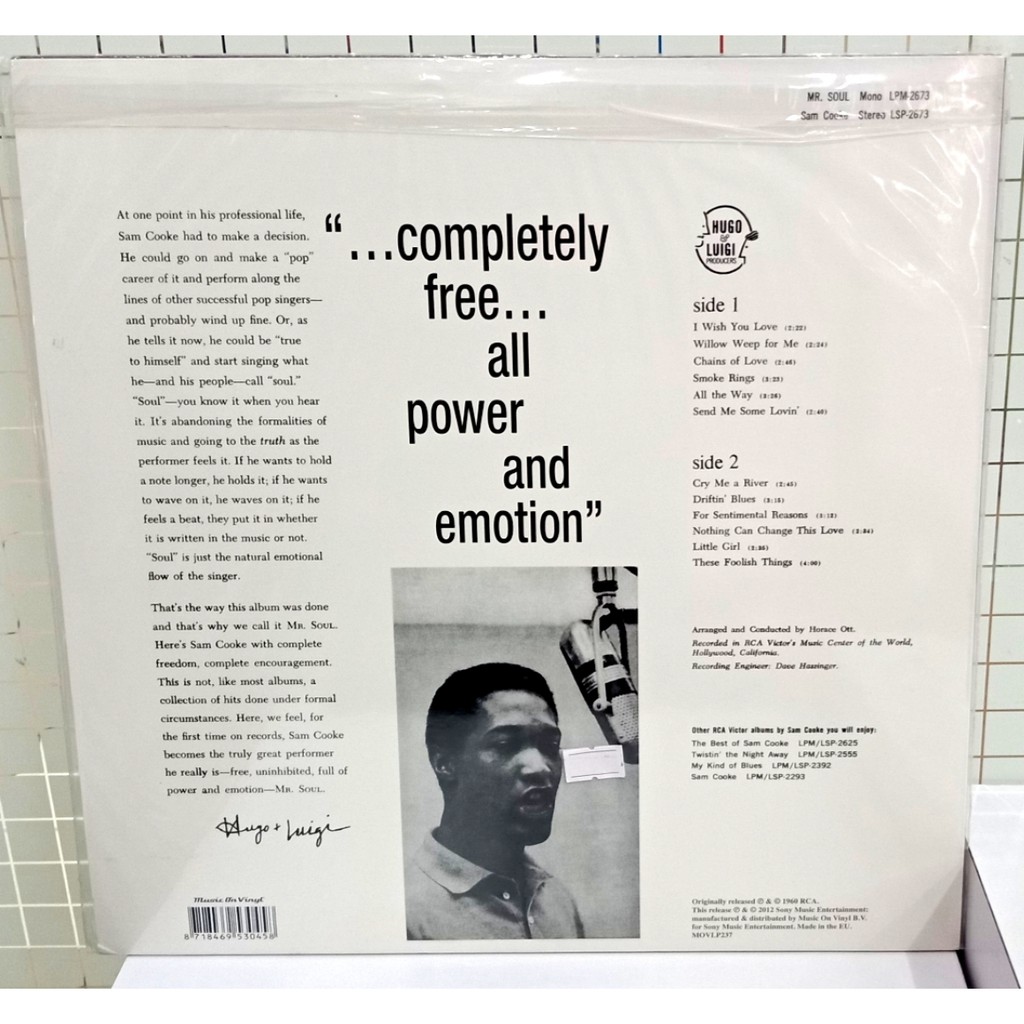 MR. SOUL Mono LPM-2673
Sam Cooke Stereo LSP-2673
At one point in his professional life,
Sam Cooke had to make a decision.
He could go on and make a “pop”
career of it and perform along the
lines of other successful pop singers—
and probably wind up fine. Or, as
he tells it now, he could be “true
to himself” and start singing what
he—and his people—call “soul.”
“Soul”—you know it when you hear
it. It's abandoning the formalities of
music and going to the truth as the
performer feels it. If he wants to hold
a note longer, he holds it; if he wants
to wave on it, he waves on it; if he
feels a beat, they put it in whether
it is written in the music or not.
“Soul” is just the natural emotional
flow of the singer.
That's the way this album was done
and that's why we call it MR. SOUL.
Here's Sam Cooke with complete
freedom, complete encouragement.
This is not, like most albums, a
collection of hits done under formal
circumstances. Here, we feel, for
the first time on records, Sam Cooke
becomes the truly great performer
he really is—free, uninhibited, full of
power and emotion—MR. SOUL.
Hugo + Luigi
“...completely
free...
all
power
and
emotion”
HUGO
&
LUIGI
PRODUCERS
side 1
I Wish You Love (2:22)
Willow Weep for Me (2:24)
Chains of Love (2:46)
Smoke Rings (3:23)
All the Way (3:26)
Send Me Some Lovin' (2:40)
side 2
Cry Me a River (2:45)
Driftin' Blues (3:15)
For Sentimental Reasons
Nothing Can Change This Love
Little Girl
These Foolish Things (4:00)
Arranged and Conducted by Horace Ott.
Recorded in RCA Victor's Music Center of the World,
Hollywood, California.
Recording Engineer: Dave Hassinger.
Other RCA Victor albums by Sam Cooke you will enjoy:
The Best of Sam Cooke LPM/LSP-2625
Twistin' the Night Away LPM/LSP-2555
My Kind of Blues LPM/LSP-2392
Sam Cooke LPM/LSP-2293
Music On Vinyl
8 718469 530458
Originally released ℗ & © 1960 RCA.
This release ℗ & © 2012 Sony Music Entertainment;
manufactured & distributed by Music On Vinyl B.V.
for Sony Music Entertainment. Made in the EU.
MOVLP237